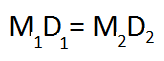 M₁D₁ = M₂D₂